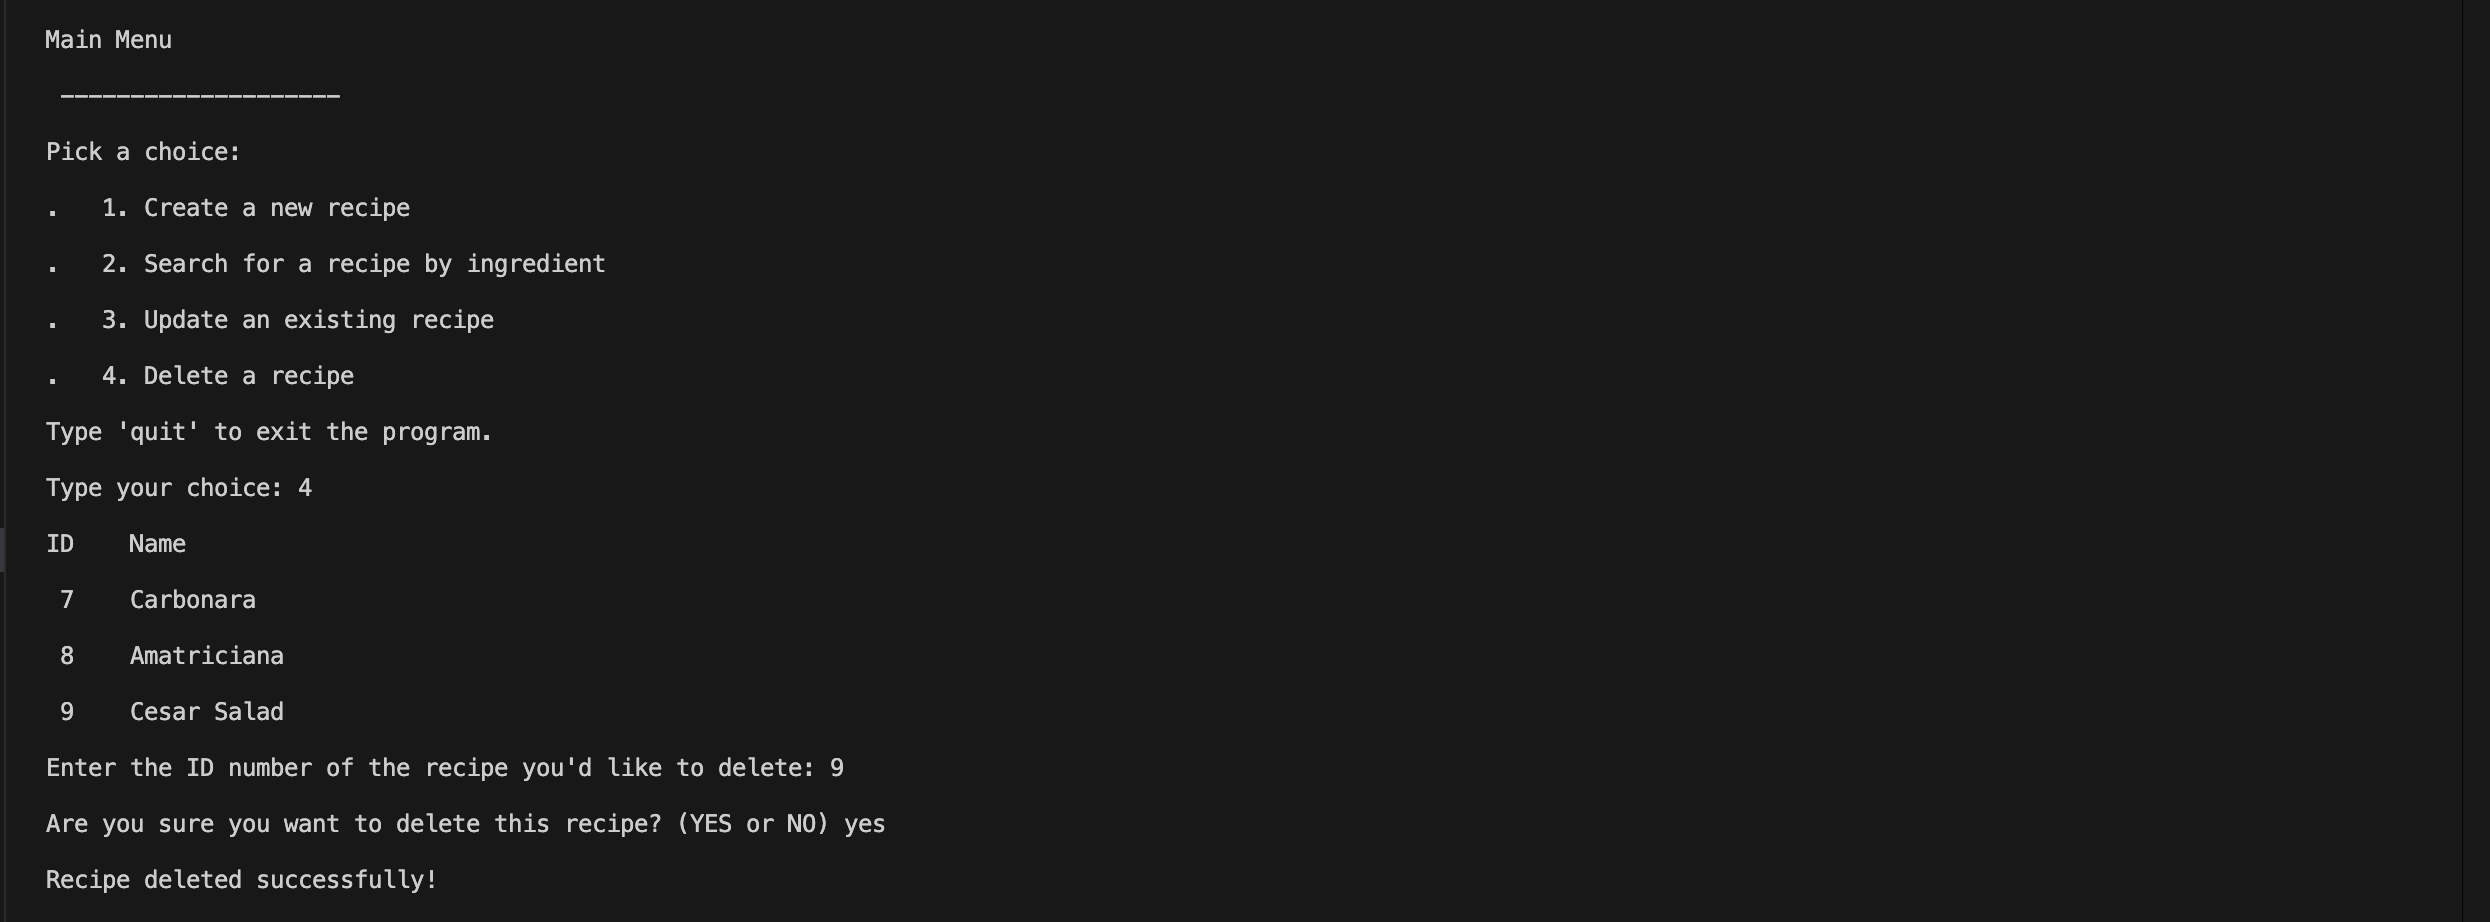 Main Menu
--------------------
Pick a choice:
.   1. Create a new recipe
.   2. Search for a recipe by ingredient
.   3. Update an existing recipe
.   4. Delete a recipe
Type 'quit' to exit the program.
Type your choice: 4
ID    Name
 7    Carbonara
 8    Amatriciana
 9    Cesar Salad
Enter the ID number of the recipe you'd like to delete: 9
Are you sure you want to delete this recipe? (YES or NO) yes
Recipe deleted successfully!